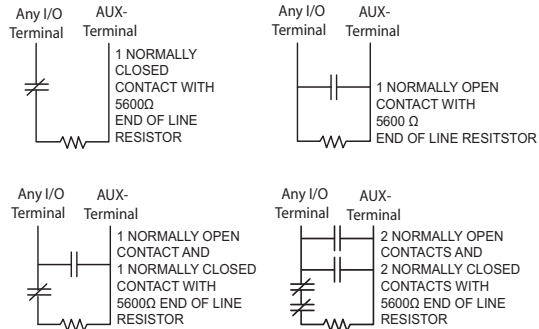 Any I/O
Terminal
AUX-
Terminal
1 NORMALLY
CLOSED
CONTACT WITH
5600Ω
END OF LINE
RESISTOR
Any I/O
Terminal
AUX-
Terminal
1 NORMALLY OPEN
CONTACT WITH
5600 Ω
END OF LINE RESITSTOR
Any I/O
Terminal
AUX-
Terminal
1 NORMALLY OPEN
CONTACT AND
1 NORMALLY CLOSED
CONTACT WITH
5600Ω END OF LINE
RESISTOR
Any I/O
Terminal
AUX-
Terminal
2 NORMALLY OPEN
CONTACTS AND
2 NORMALLY CLOSED
CONTACTS WITH
5600Ω END OF LINE
RESISTOR